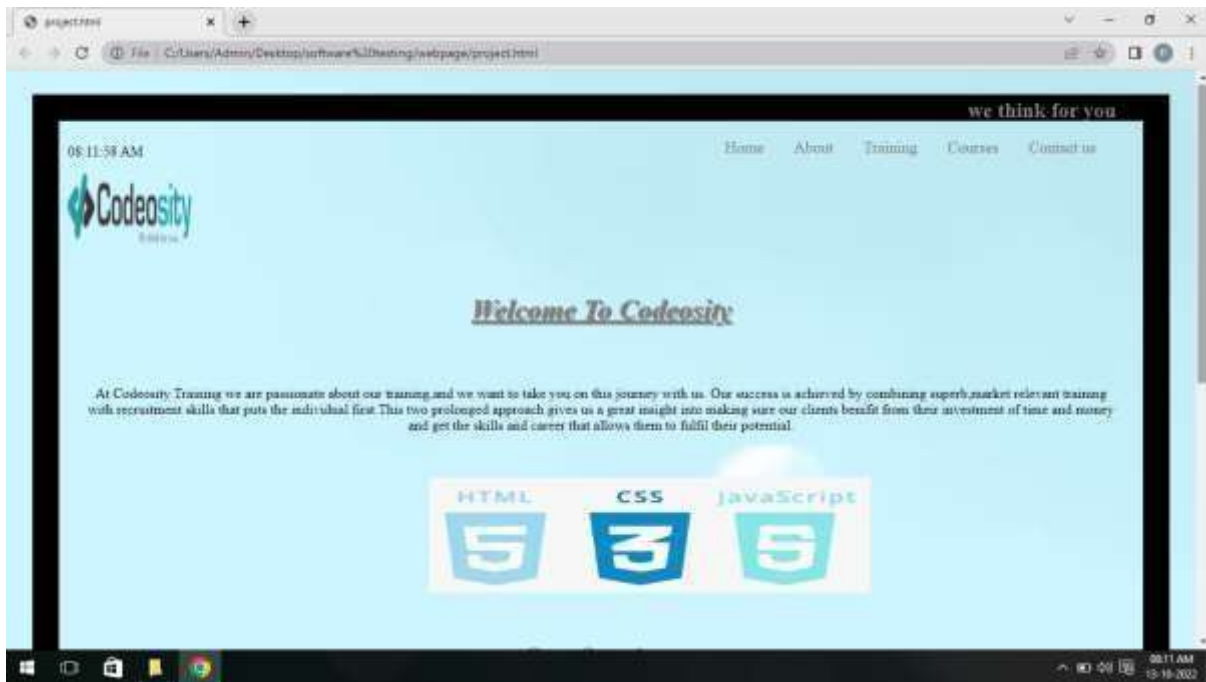 project.html
File | C:/Users/Admin/Desktop/software%20testing/webpage/project.html
we think for you
08:11:58 AM
Home About Training Courses Contact us
Codeosity
Welcome To Codeosity
At Codeosity Training we are passionate about our training,and we want to take you on this journey with us. Our success is achieved by combining superb,market relevant training
with recruitment skills that puts the individual first.This two prolonged approach gives us a great insight into making sure our clients benefit from their investment of time and money
and get the skills and career that allows them to fulfil their potential.
HTML CSS JavaScript
5 3 S
08:11 AM
13-10-2022